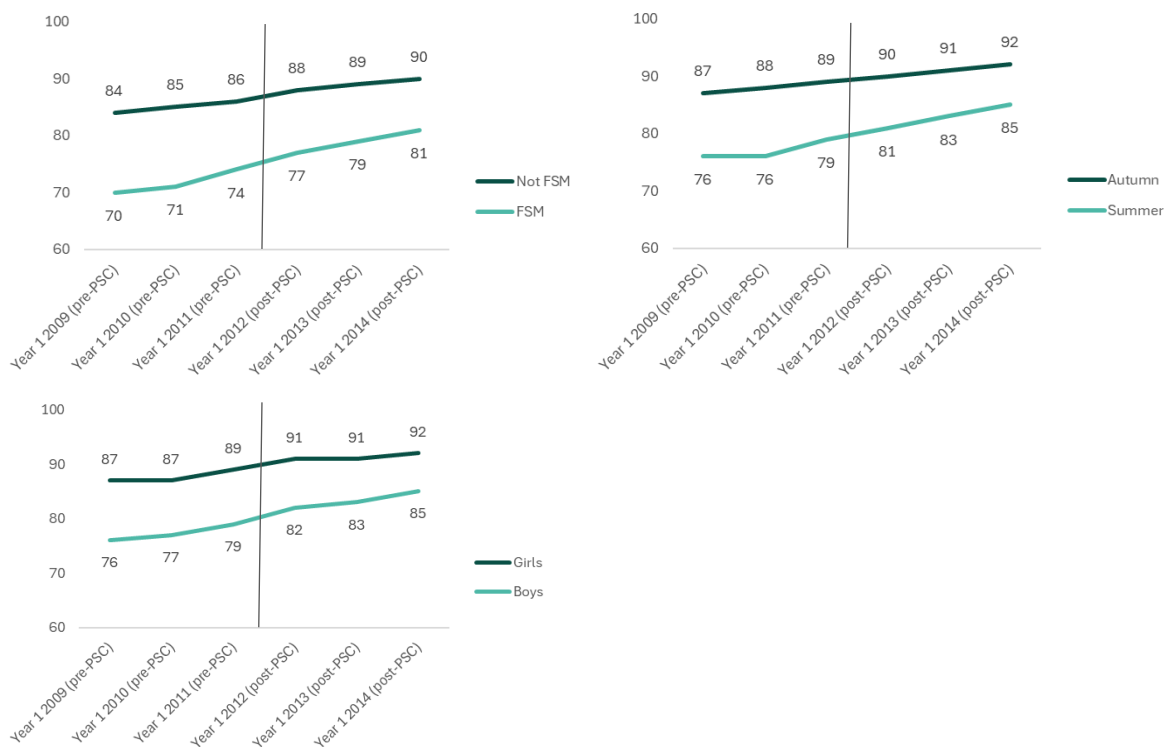 100
90
80
70
60
84
85
86
88
89
90
70
71
74
77
79
81
Not FSM
FSM
Year 1 2009 (pre-PSC)
Year 1 2010 (pre-PSC)
Year 1 2011 (pre-PSC)
Year 1 2012 (post-PSC)
Year 1 2013 (post-PSC)
Year 1 2014 (post-PSC)
100
90
80
70
60
87
88
89
90
91
92
76
76
79
81
83
85
Autumn
Summer
Year 1 2009 (pre-PSC)
Year 1 2010 (pre-PSC)
Year 1 2011 (pre-PSC)
Year 1 2012 (post-PSC)
Year 1 2013 (post-PSC)
Year 1 2014 (post-PSC)
100
90
80
70
60
87
87
89
91
91
92
76
77
79
82
83
85
Girls
Boys
Year 1 2009 (pre-PSC)
Year 1 2010 (pre-PSC)
Year 1 2011 (pre-PSC)
Year 1 2012 (post-PSC)
Year 1 2013 (post-PSC)
Year 1 2014 (post-PSC)